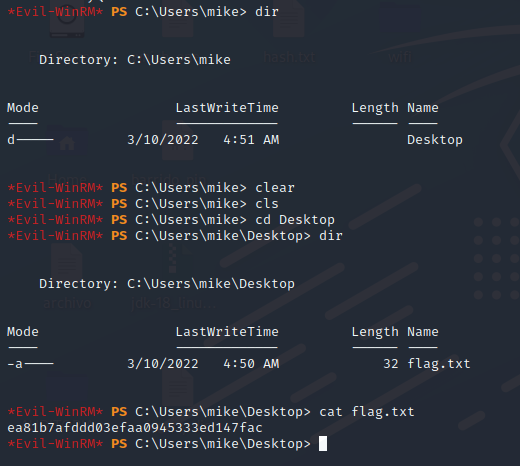 *Evil-WinRM* PS C:\Users\mike> dir
Directory: C:\Users\mike
Mode LastWriteTime Length Name
---- ------------- ------ ----
d----- 3/10/2022 4:51 AM Desktop
*Evil-WinRM* PS C:\Users\mike> clear
*Evil-WinRM* PS C:\Users\mike> cls
*Evil-WinRM* PS C:\Users\mike> cd Desktop
*Evil-WinRM* PS C:\Users\mike\Desktop> dir
Directory: C:\Users\mike\Desktop
Mode LastWriteTime Length Name
---- ------------- ------ ----
-a---- 3/10/2022 4:50 AM 32 flag.txt
*Evil-WinRM* PS C:\Users\mike\Desktop> cat flag.txt
ea81b7afddd03efaa0945333ed147fac
*Evil-WinRM* PS C:\Users\mike\Desktop>